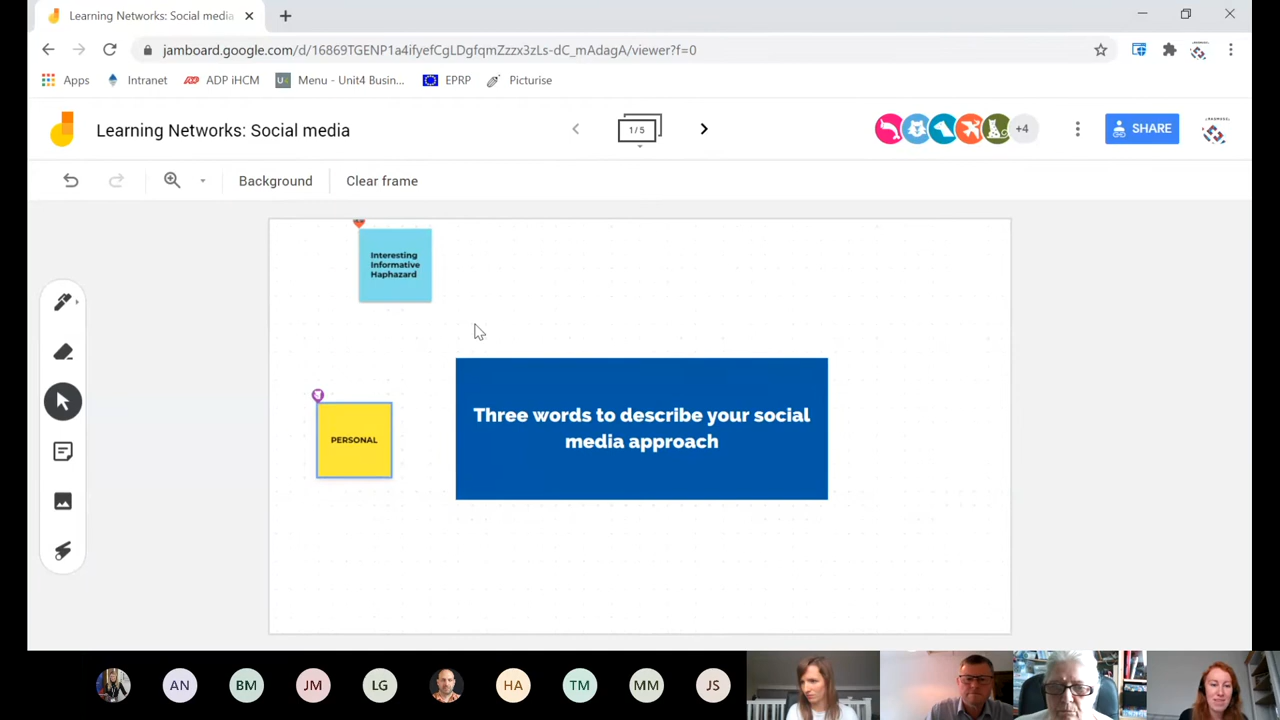 Learning Networks: Social media
jamboard.google.com/d/16869TGENP1a4ifyefCgLDgfqmZzzx3zLs-dC_mAdagA/viewer?f=0
Apps Intranet ADP iHCM Menu - Unit4 Busin... EPRP Picturise
Learning Networks: Social media
1/5
+4
SHARE
Background
Clear frame
Interesting
Informative
Haphazard
PERSONAL
Three words to describe your social
media approach
AN BM JM LG HA TM MM JS